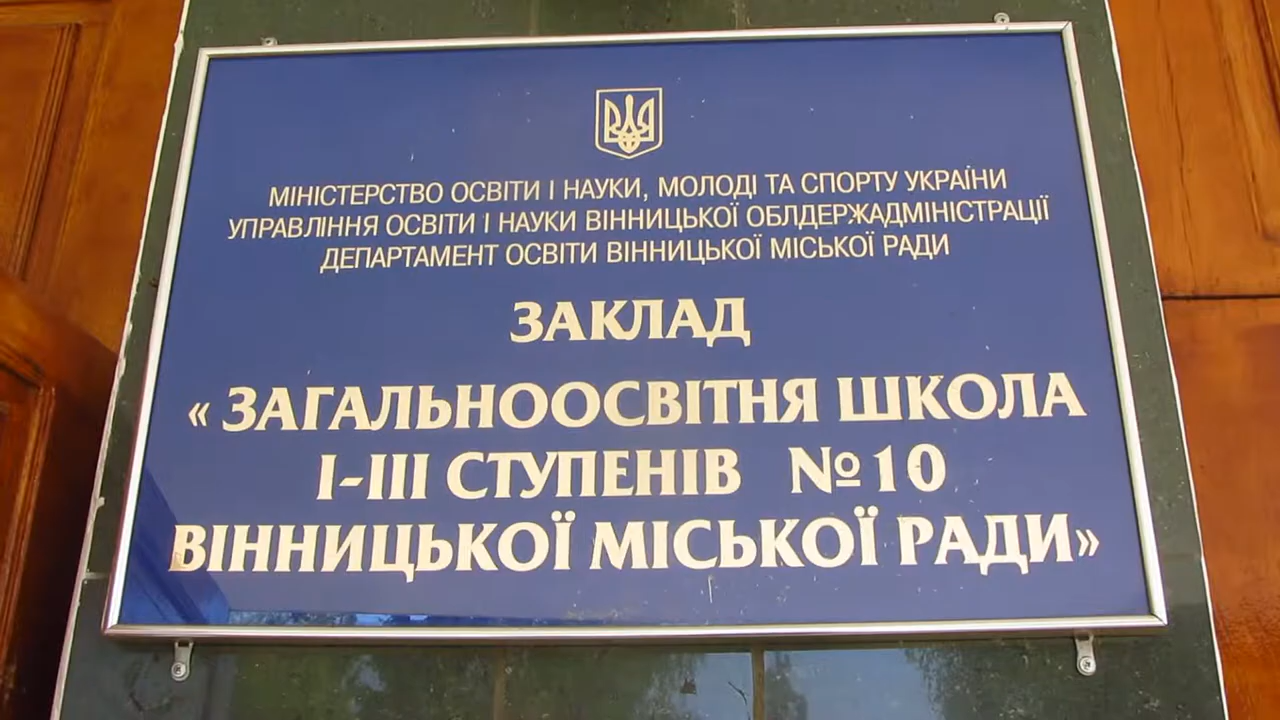 МІНІСТЕРСТВО ОСВІТИ І НАУКИ, МОЛОДІ ТА СПОРТУ УКРАЇНИ
УПРАВЛІННЯ ОСВІТИ І НАУКИ ВІННИЦЬКОЇ ОБЛДЕРЖАДМІНІСТРАЦІЇ
ДЕПАРТАМЕНТ ОСВІТИ ВІННИЦЬКОЇ МІСЬКОЇ РАДИ
ЗАКЛАД
« ЗАГАЛЬНООСВІТНЯ ШКОЛА
І-ІІІ СТУПЕНІВ №10
ВІННИЦЬКОЇ МІСЬКОЇ РАДИ»